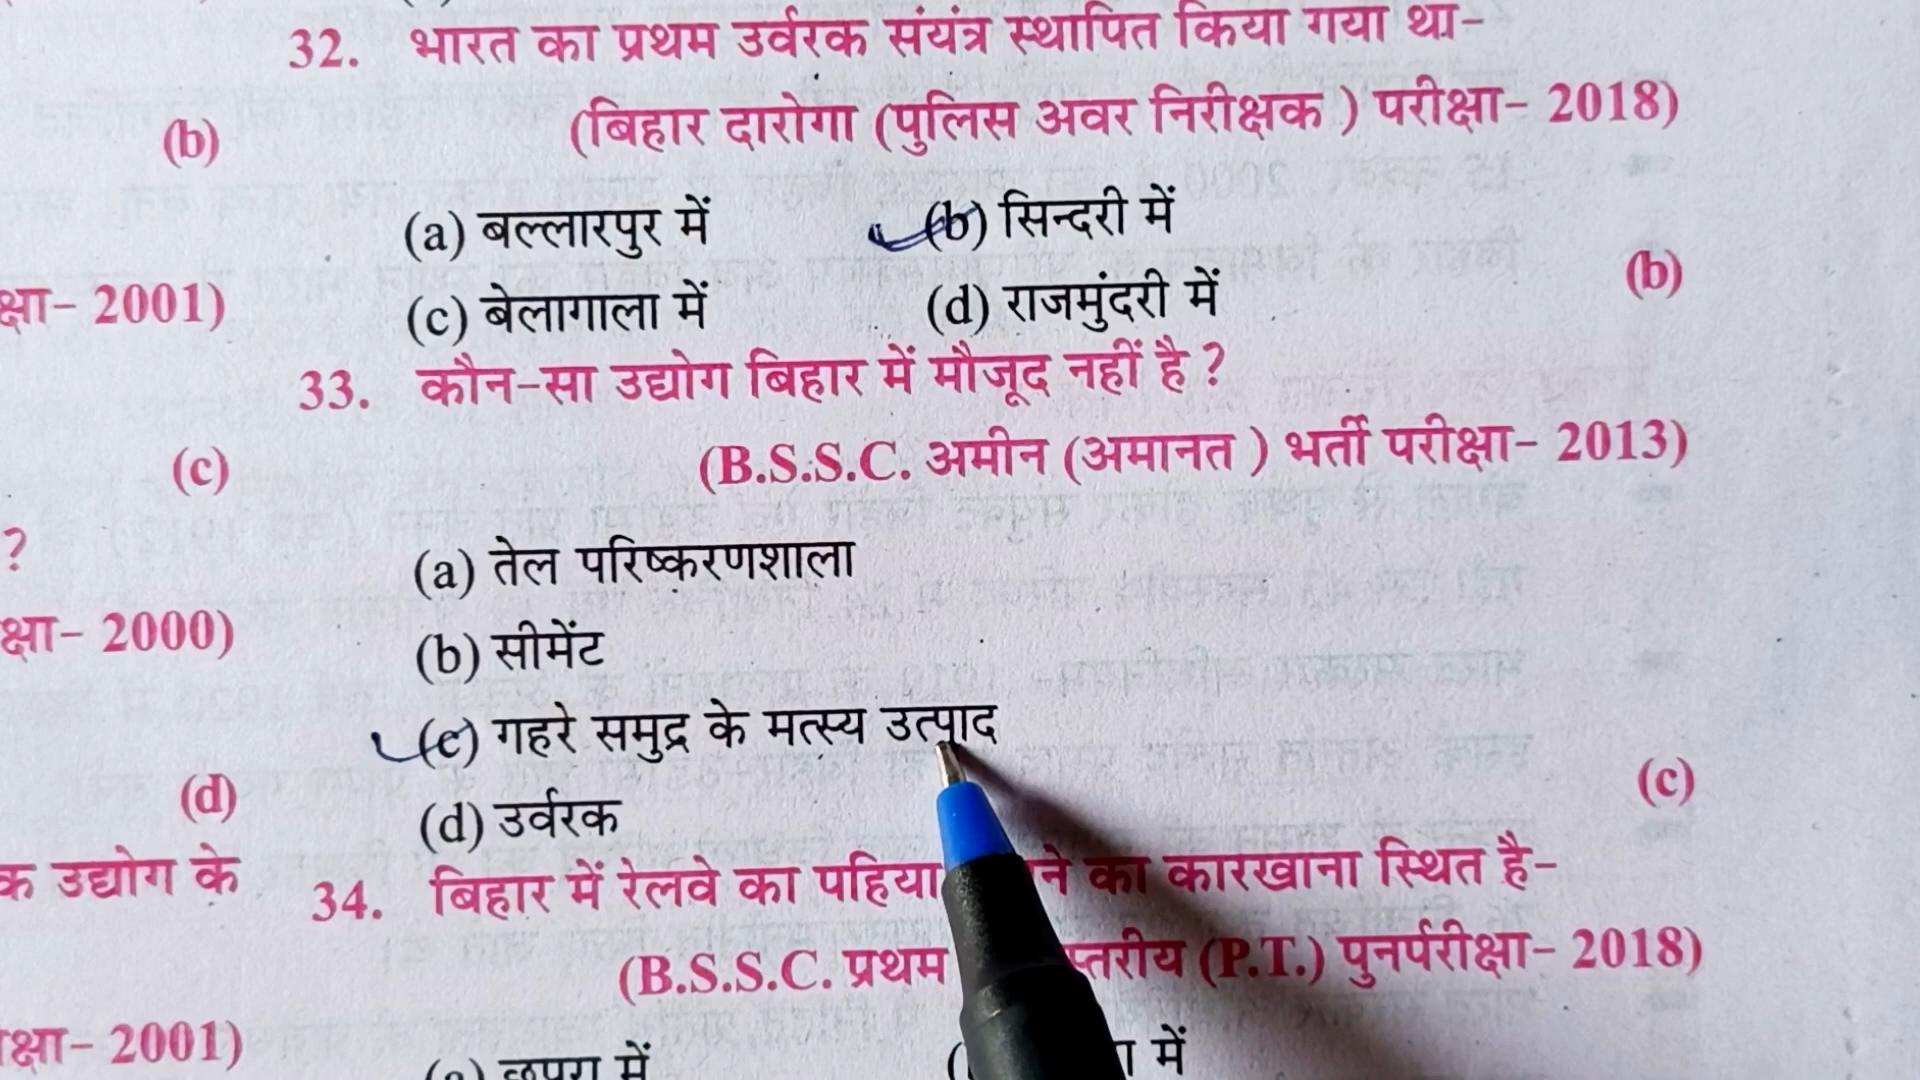 (b)
क्षा- 2001)
(c)
?
क्षा- 2000)
(d)
क उद्योग के
क्षा- 2001)
32. भारत का प्रथम उर्वरक संयंत्र स्थापित किया गया था-
(बिहार दारोगा (पुलिस अवर निरीक्षक ) परीक्षा- 2018)
(a) बल्लारपुर में (b) सिन्दरी में
(c) बेलागाला में (d) राजमुंदरी में (b)
33. कौन-सा उद्योग बिहार में मौजूद नहीं है ?
(B.S.S.C. अमीन (अमानत ) भर्ती परीक्षा- 2013)
(a) तेल परिष्करणशाला
(b) सीमेंट
(c) गहरे समुद्र के मत्स्य उत्पाद
(d) उर्वरक (c)
34. बिहार में रेलवे का पहिया ने का कारखाना स्थित है-
(B.S.S.C. प्रथम स्तरीय (P.T.) पुनर्परीक्षा- 2018)
(a) छपरा में ( में